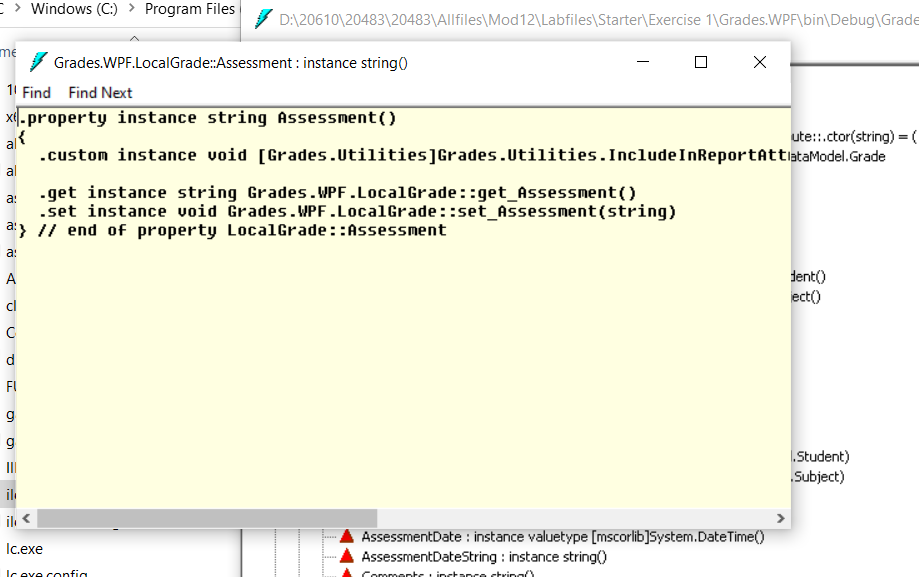 Windows (C:) > Program Files
D:\20610\20483\20483\Allfiles\Mod12\Labfiles\Starter\Exercise 1\Grades.WPF\bin\Debug\Grade
Grades.WPF.LocalGrade::Assessment : instance string()
Find Find Next
.property instance string Assessment()
{
.custom instance void [Grades.Utilities]Grades.Utilities.IncludeInReportAtt
.get instance string Grades.WPF.LocalGrade::get_Assessment()
.set instance void Grades.WPF.LocalGrade::set_Assessment(string)
} // end of property LocalGrade::Assessment
ute::.ctor(string) = (
ataModel.Grade
dent()
ect()
.Student)
.Subject)
AssessmentDate : instance valuetype [mscorlib]System.DateTime()
AssessmentDateString : instance string()
Comments : instance string()
lc.exe
lc.exe.config